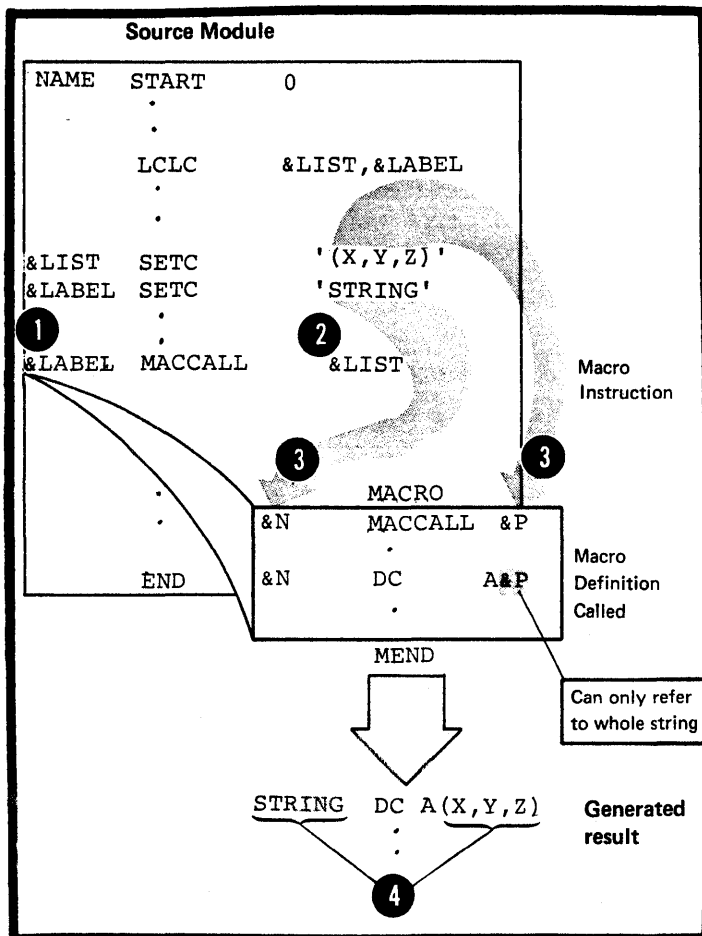 Source Module
NAME START 0
.
.
LCLC &LIST,&LABEL
.
.
&LIST SETC '(X,Y,Z)'
&LABEL SETC 'STRING'
1 . 2
.
&LABEL MACCALL &LIST
Macro
Instruction
3 3
.
.
END
MACRO
&N MACCALL &P
.
&N DC A&P
.
MEND
Macro
Definition
Called
Can only refer
to whole string
STRING DC A(X,Y,Z)
.
.
Generated
result
4